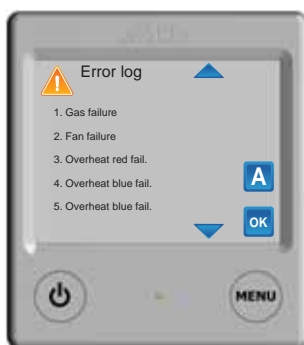 Error log
1. Gas failure
2. Fan failure
3. Overheat red fail.
4. Overheat blue fail.
5. Overheat blue fail.
A
OK
MENU